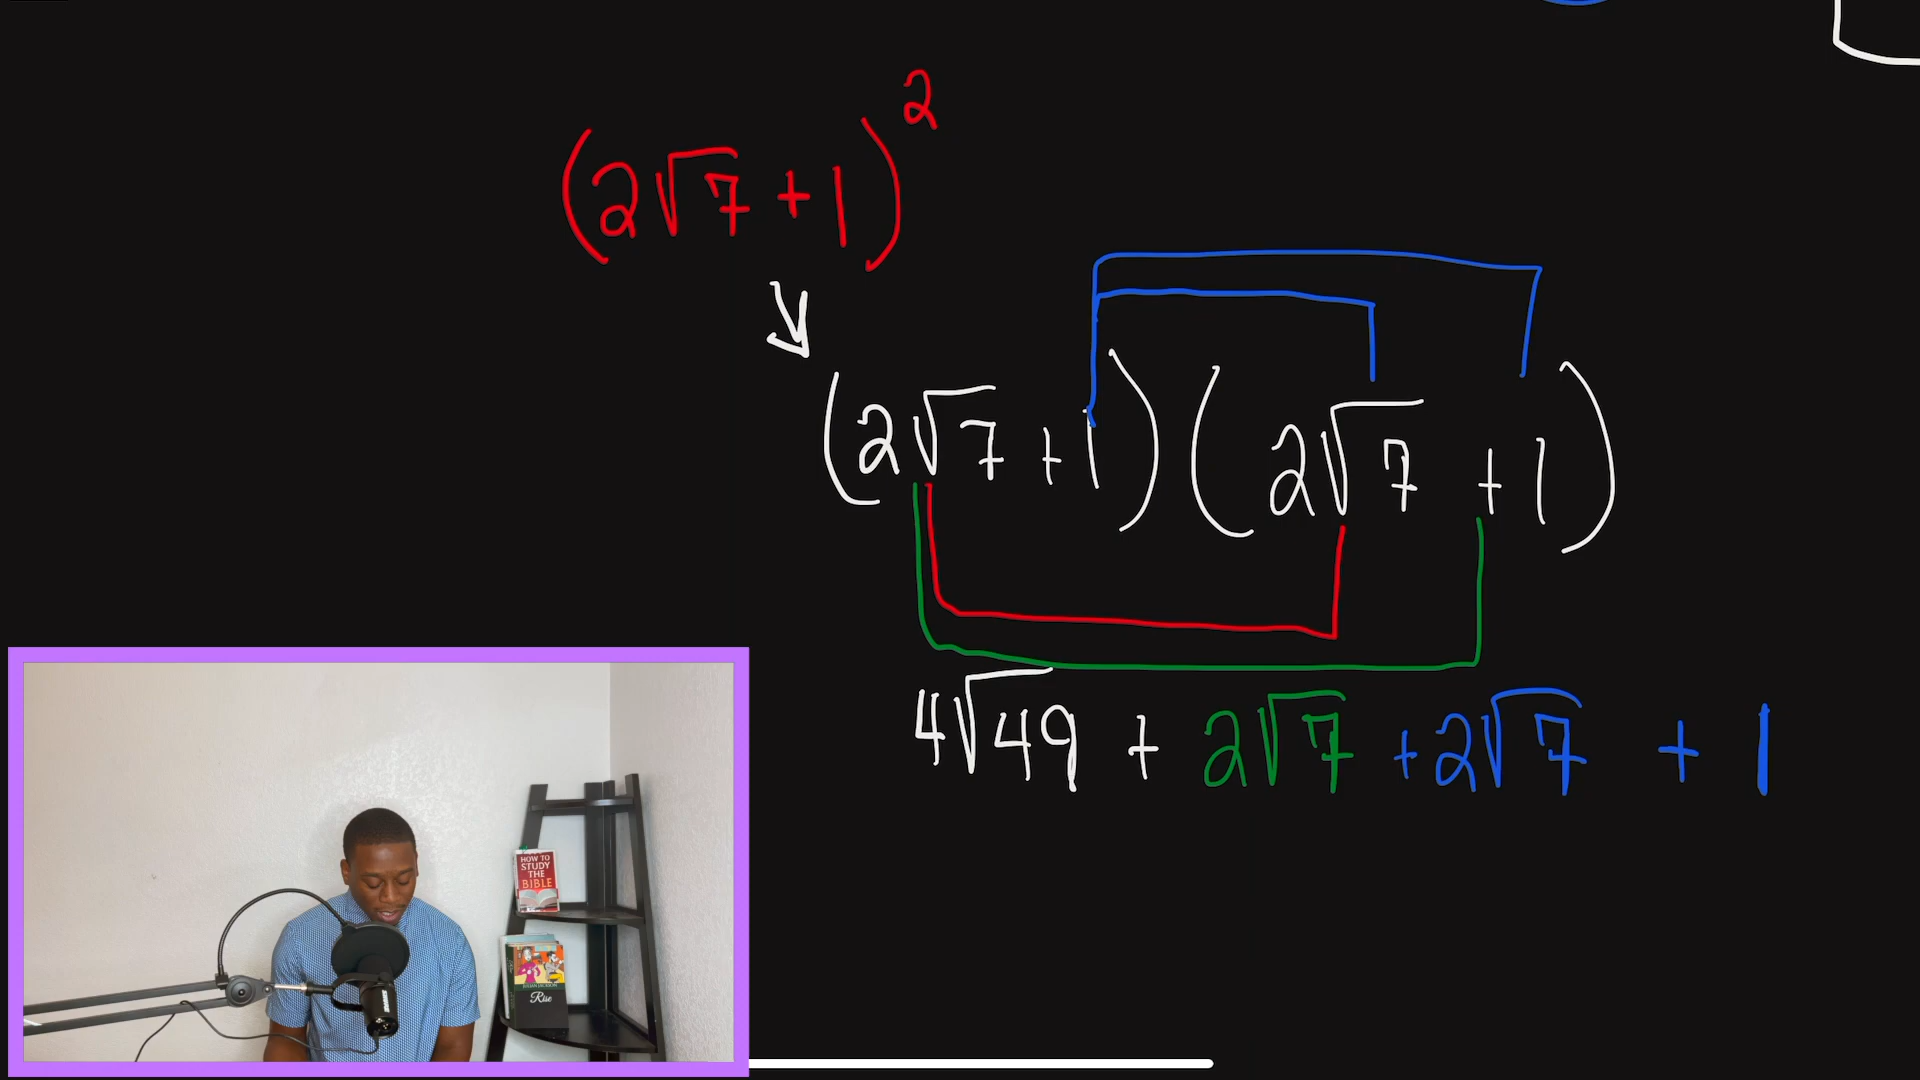 (2√7 + 1)²
(2√7 + 1)(2√7 + 1)
4√49 + 2√7 + 2√7 + 1
HOW TO
STUDY
THE
BIBLE
Rise